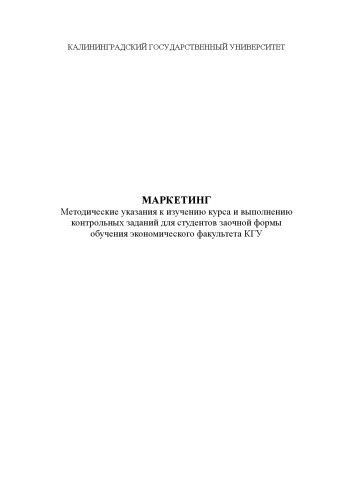 КАЛИНИНГРАДСКИЙ ГОСУДАРСТВЕННЫЙ УНИВЕРСИТЕТ
МАРКЕТИНГ
Методические указания к изучению курса и выполнению
контрольных заданий для студентов заочной формы
обучения экономического факультета КГУ